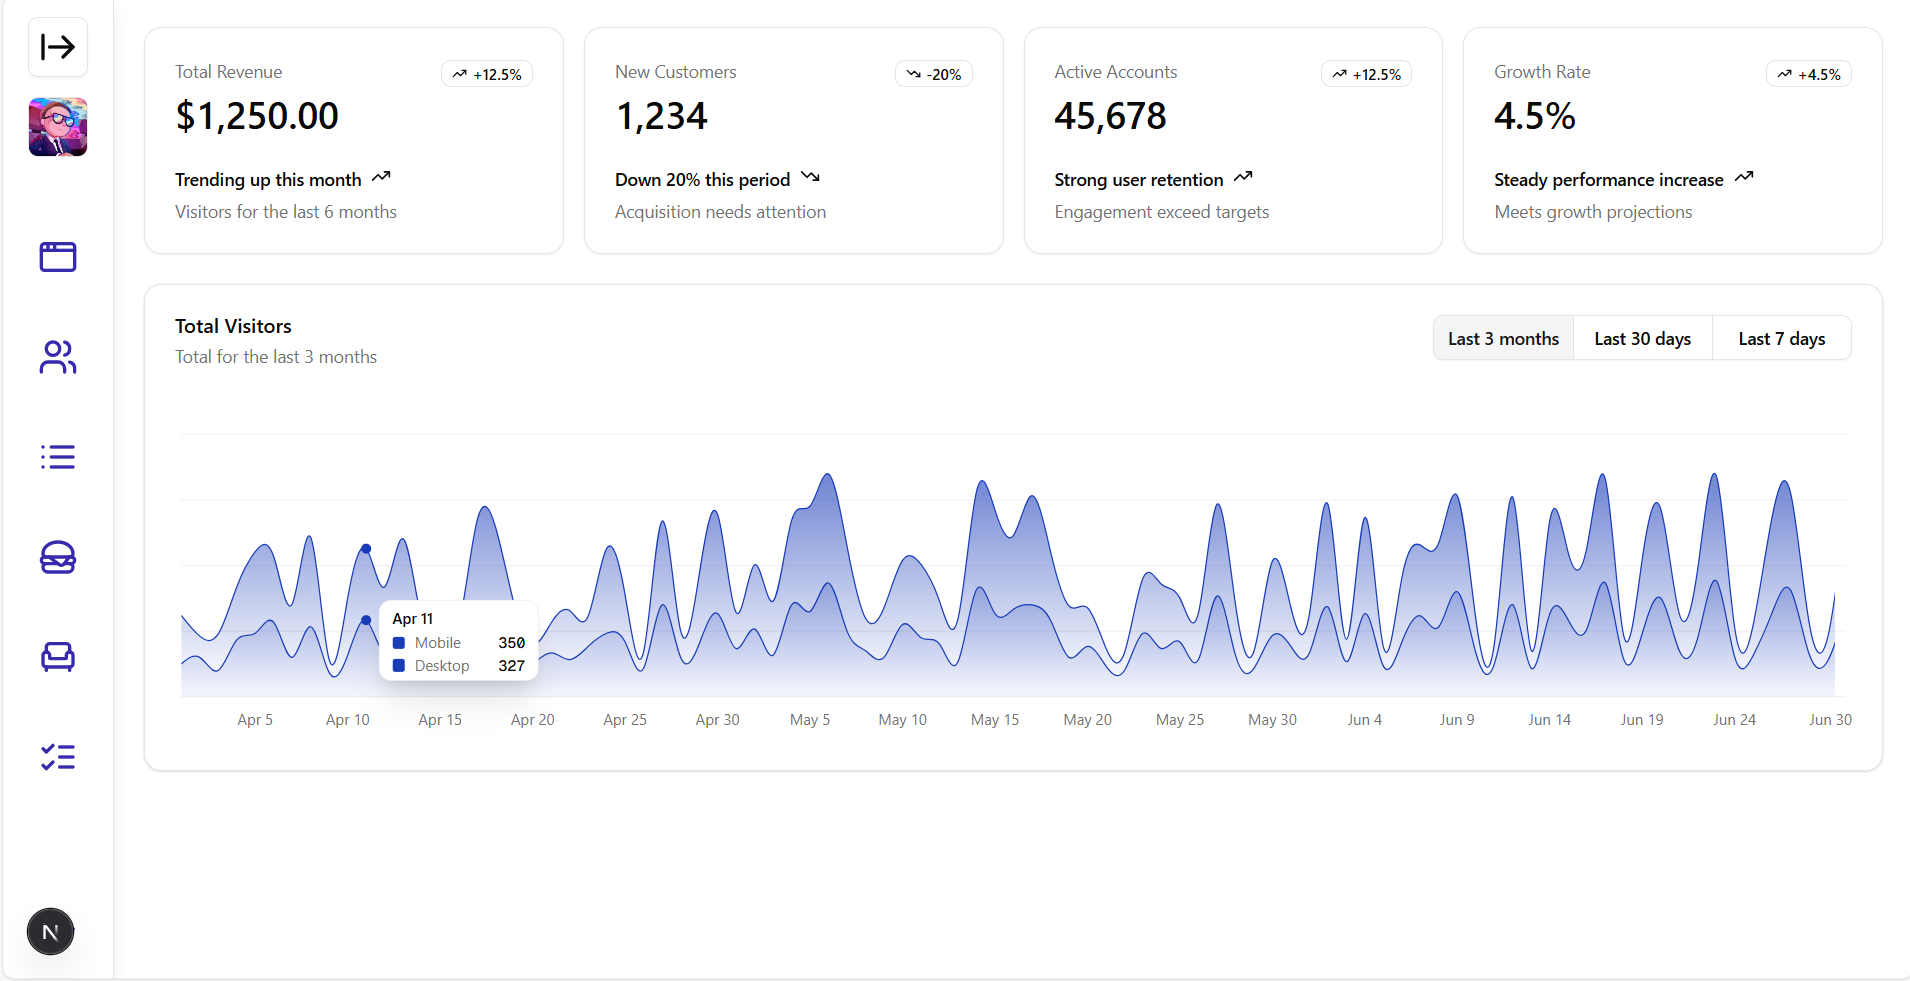 Total Revenue
+12.5%
$1,250.00
Trending up this month
Visitors for the last 6 months
New Customers
-20%
1,234
Down 20% this period
Acquisition needs attention
Active Accounts
+12.5%
45,678
Strong user retention
Engagement exceed targets
Growth Rate
+4.5%
4.5%
Steady performance increase
Meets growth projections
Total Visitors
Total for the last 3 months
Last 3 months
Last 30 days
Last 7 days
Apr 11
Mobile 350
Desktop 327
Apr 5 Apr 10 Apr 15 Apr 20 Apr 25 Apr 30 May 5 May 10 May 15 May 20 May 25 May 30 Jun 4 Jun 9 Jun 14 Jun 19 Jun 24 Jun 30
N